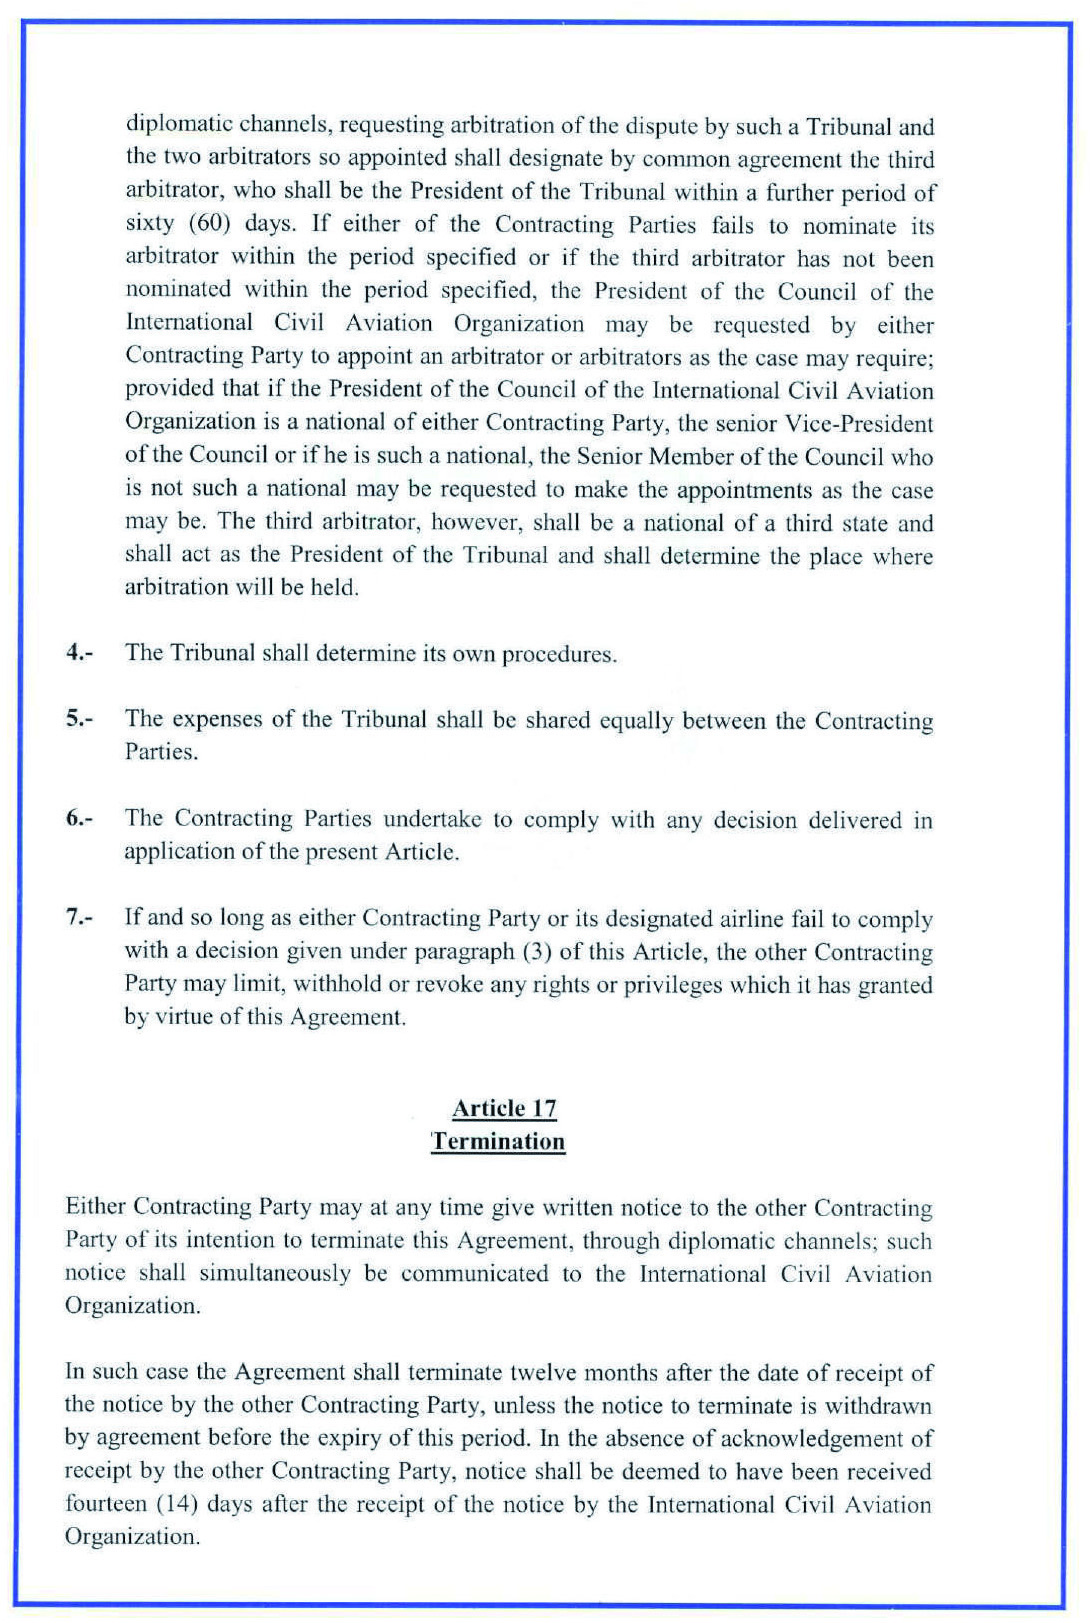 diplomatic channels, requesting arbitration of the dispute by such a Tribunal and
the two arbitrators so appointed shall designate by common agreement the third
arbitrator, who shall be the President of the Tribunal within a further period of
sixty (60) days. If either of the Contracting Parties fails to nominate its
arbitrator within the period specified or if the third arbitrator has not been
nominated within the period specified, the President of the Council of the
International Civil Aviation Organization may be requested by either
Contracting Party to appoint an arbitrator or arbitrators as the case may require;
provided that if the President of the Council of the International Civil Aviation
Organization is a national of either Contracting Party, the senior Vice-President
of the Council or if he is such a national, the Senior Member of the Council who
is not such a national may be requested to make the appointments as the case
may be. The third arbitrator, however, shall be a national of a third state and
shall act as the President of the Tribunal and shall determine the place where
arbitration will be held.
4.- The Tribunal shall determine its own procedures.
5.- The expenses of the Tribunal shall be shared equally between the Contracting
Parties.
6.- The Contracting Parties undertake to comply with any decision delivered in
application of the present Article.
7.- If and so long as either Contracting Party or its designated airline fail to comply
with a decision given under paragraph (3) of this Article, the other Contracting
Party may limit, withhold or revoke any rights or privileges which it has granted
by virtue of this Agreement.
Article 17
Termination
Either Contracting Party may at any time give written notice to the other Contracting
Party of its intention to terminate this Agreement, through diplomatic channels; such
notice shall simultaneously be communicated to the International Civil Aviation
Organization.
In such case the Agreement shall terminate twelve months after the date of receipt of
the notice by the other Contracting Party, unless the notice to terminate is withdrawn
by agreement before the expiry of this period. In the absence of acknowledgement of
receipt by the other Contracting Party, notice shall be deemed to have been received
fourteen (14) days after the receipt of the notice by the International Civil Aviation
Organization.